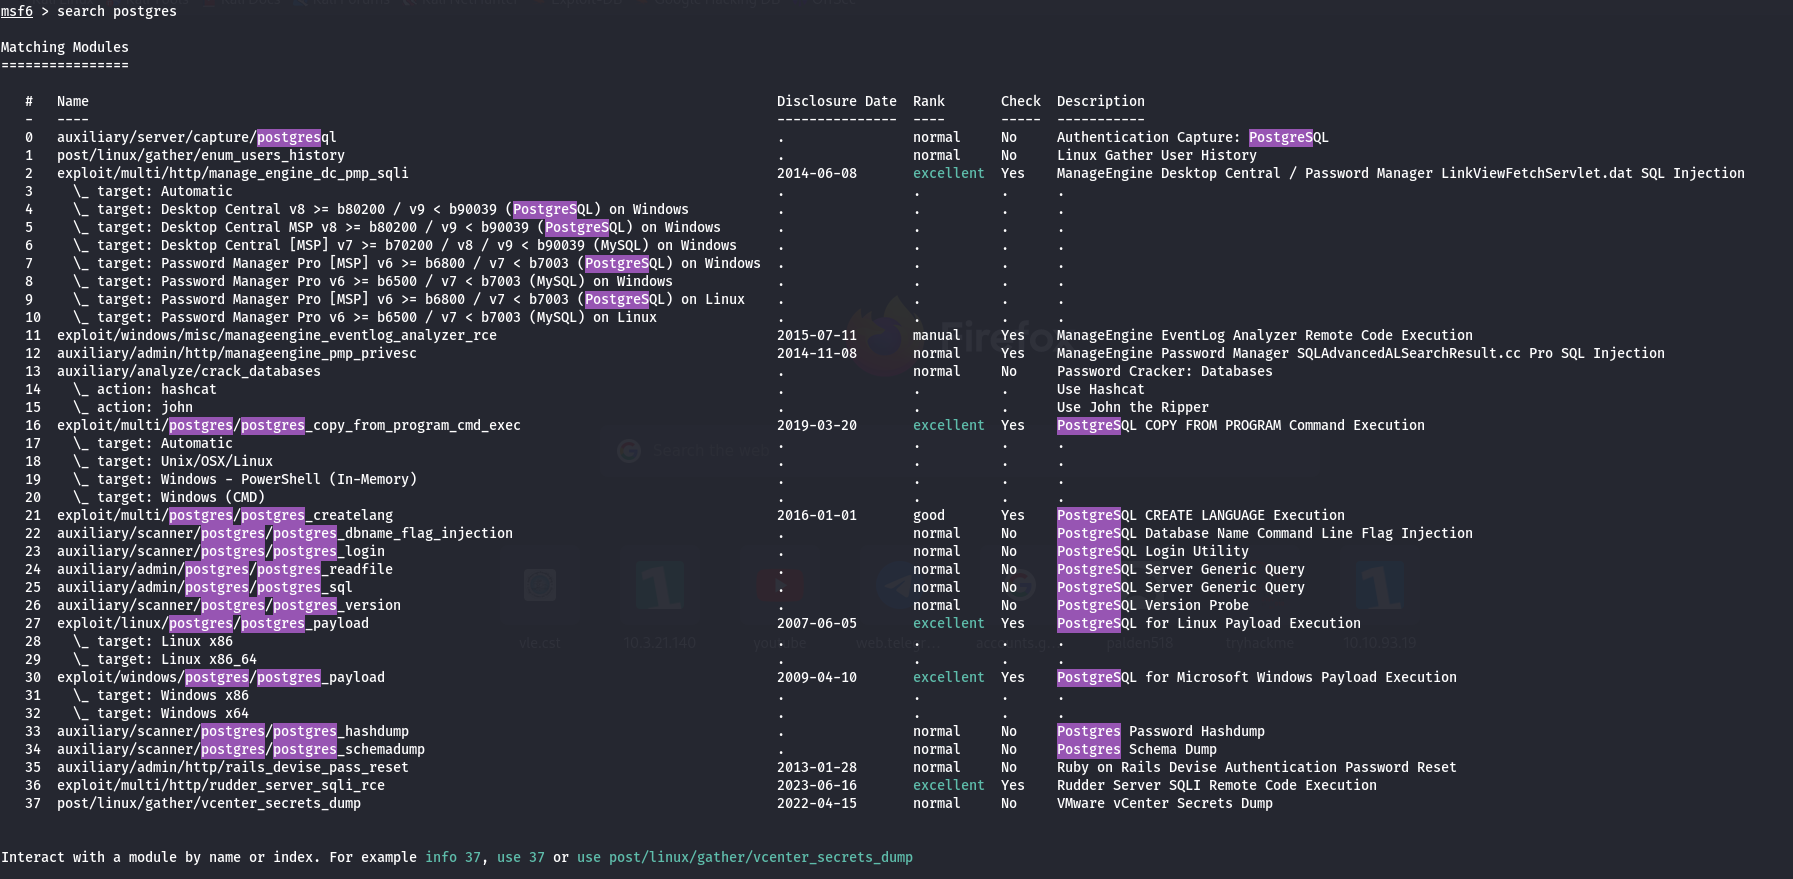 msf6 > search postgres
Matching Modules
================
# Name Disclosure Date Rank Check Description
- ---- --------------- ---- ----- -----------
0 auxiliary/server/capture/postgresql . normal No Authentication Capture: PostgreSQL
1 post/linux/gather/enum_users_history . normal No Linux Gather User History
2 exploit/multi/http/manage_engine_dc_pmp_sqli 2014-06-08 excellent Yes ManageEngine Desktop Central / Password Manager LinkViewFetchServlet.dat SQL Injection
3 \_ target: Automatic . . . .
4 \_ target: Desktop Central v8 >= b80200 / v9 < b90039 (PostgreSQL) on Windows . . . .
5 \_ target: Desktop Central MSP v8 >= b80200 / v9 < b90039 (PostgreSQL) on Windows . . . .
6 \_ target: Desktop Central [MSP] v7 >= b70200 / v8 / v9 < b90039 (MySQL) on Windows . . . .
7 \_ target: Password Manager Pro [MSP] v6 >= b6800 / v7 < b7003 (PostgreSQL) on Windows . . . .
8 \_ target: Password Manager Pro v6 >= b6500 / v7 < b7003 (MySQL) on Windows . . . .
9 \_ target: Password Manager Pro [MSP] v6 >= b6800 / v7 < b7003 (PostgreSQL) on Linux . . . .
10 \_ target: Password Manager Pro v6 >= b6500 / v7 < b7003 (MySQL) on Linux . . . .
11 exploit/windows/misc/manageengine_eventlog_analyzer_rce 2015-07-11 manual Yes ManageEngine EventLog Analyzer Remote Code Execution
12 auxiliary/admin/http/manageengine_pmp_privesc 2014-11-08 normal Yes ManageEngine Password Manager SQLAdvancedALSearchResult.cc Pro SQL Injection
13 auxiliary/analyze/crack_databases . normal No Password Cracker: Databases
14 \_ action: hashcat . . . Use Hashcat
15 \_ action: john . . . Use John the Ripper
16 exploit/multi/postgres/postgres_copy_from_program_cmd_exec 2019-03-20 excellent Yes PostgreSQL COPY FROM PROGRAM Command Execution
17 \_ target: Automatic . . . .
18 \_ target: Unix/OSX/Linux . . . .
19 \_ target: Windows - PowerShell (In-Memory) . . . .
20 \_ target: Windows (CMD) . . . .
21 exploit/multi/postgres/postgres_createlang 2016-01-01 good Yes PostgreSQL CREATE LANGUAGE Execution
22 auxiliary/scanner/postgres/postgres_dbname_flag_injection . normal No PostgreSQL Database Name Command Line Flag Injection
23 auxiliary/scanner/postgres/postgres_login . normal No PostgreSQL Login Utility
24 auxiliary/admin/postgres/postgres_readfile . normal No PostgreSQL Server Generic Query
25 auxiliary/admin/postgres/postgres_sql . normal No PostgreSQL Server Generic Query
26 auxiliary/scanner/postgres/postgres_version . normal No PostgreSQL Version Probe
27 exploit/linux/postgres/postgres_payload 2007-06-05 excellent Yes PostgreSQL for Linux Payload Execution
28 \_ target: Linux x86 . . . .
29 \_ target: Linux x86_64 . . . .
30 exploit/windows/postgres/postgres_payload 2009-04-10 excellent Yes PostgreSQL for Microsoft Windows Payload Execution
31 \_ target: Windows x86 . . . .
32 \_ target: Windows x64 . . . .
33 auxiliary/scanner/postgres/postgres_hashdump . normal No Postgres Password Hashdump
34 auxiliary/scanner/postgres/postgres_schemadump . normal No Postgres Schema Dump
35 auxiliary/admin/http/rails_devise_pass_reset 2013-01-28 normal No Ruby on Rails Devise Authentication Password Reset
36 exploit/multi/http/rudder_server_sqli_rce 2023-06-16 excellent Yes Rudder Server SQLI Remote Code Execution
37 post/linux/gather/vcenter_secrets_dump 2022-04-15 normal No VMware vCenter Secrets Dump
Interact with a module by name or index. For example info 37, use 37 or use post/linux/gather/vcenter_secrets_dump
Firefox
Search the web
vle.cst 10.3.21.140 youtube web.telegr... accounts.g... palden518 tryhackme 10.10.93.19